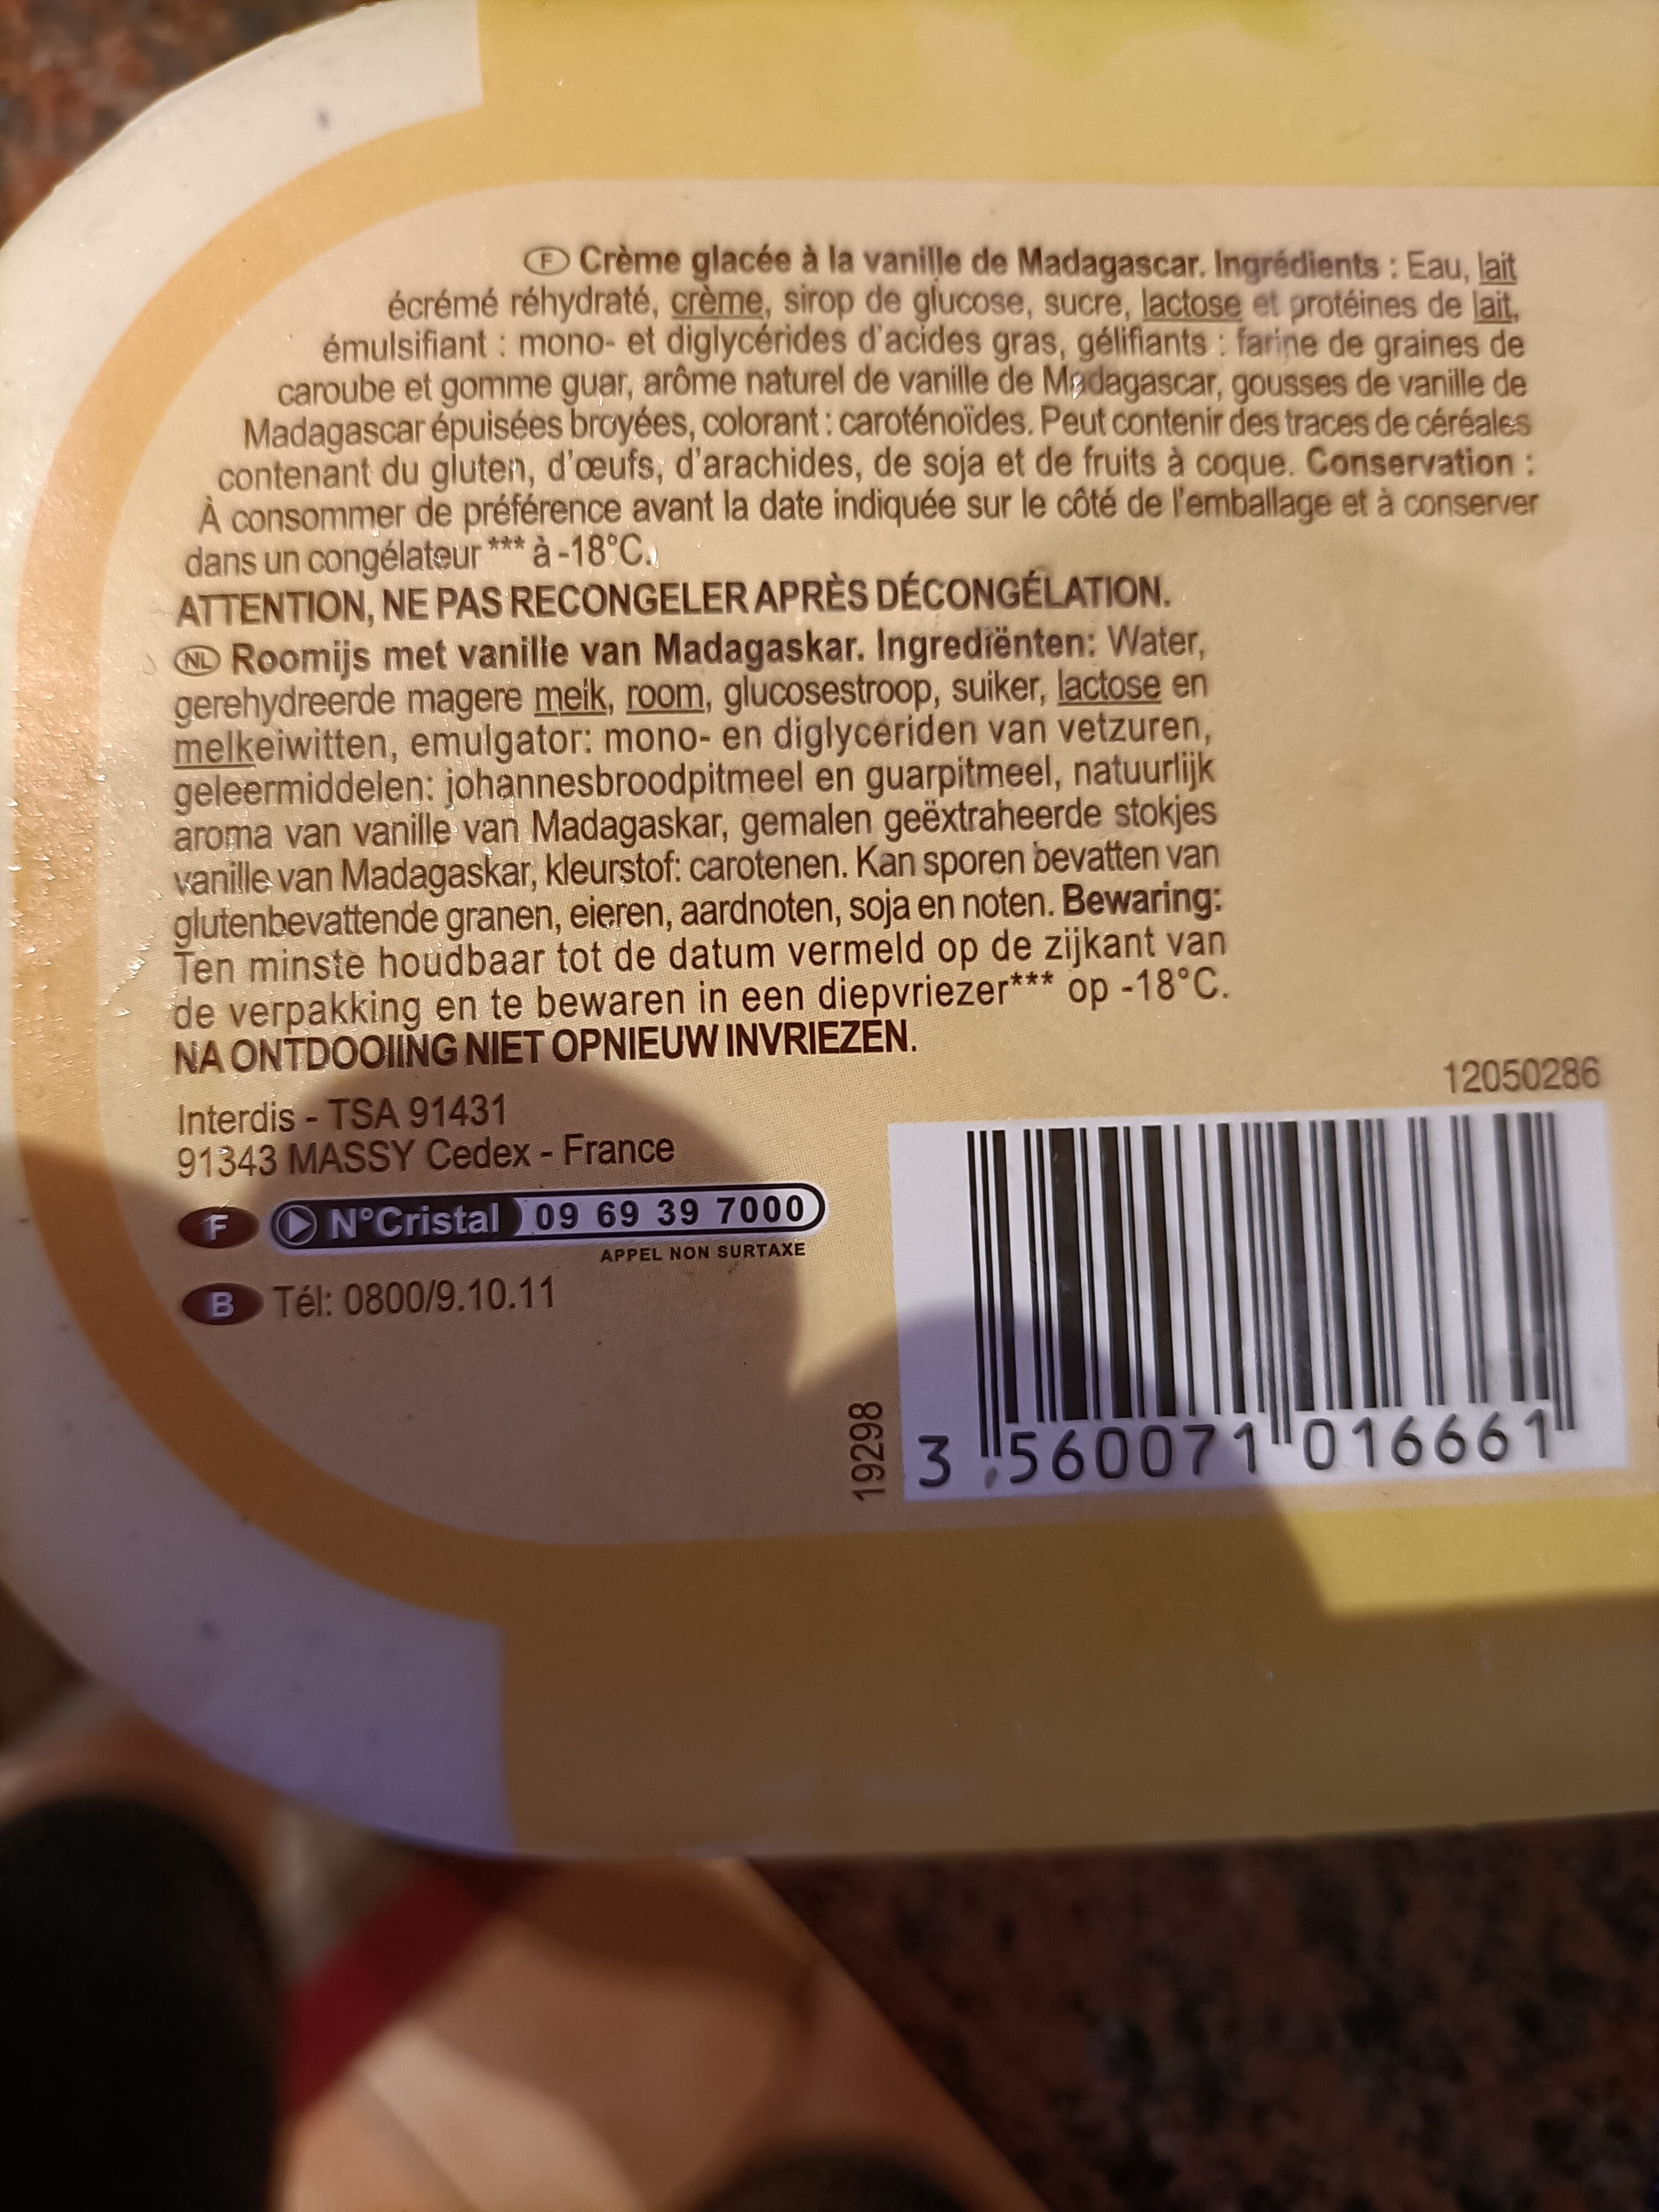 F Crème glacée à la vanille de Madagascar. Ingrédients : Eau, lait
écrémé réhydraté, crème, sirop de glucose, sucre, lactose et protéines de lait,
émulsifiant : mono- et diglycérides d'acides gras, gélifiants : farine de graines de
caroube et gomme guar, arôme naturel de vanille de Madagascar, gousses de vanille de
Madagascar épuisées broyées, colorant : caroténoïdes. Peut contenir des traces de céréales
contenant du gluten, d'œufs, d'arachides, de soja et de fruits à coque. Conservation :
À consommer de préférence avant la date indiquée sur le côté de l'emballage et à conserver
dans un congélateur *** à -18°C.
ATTENTION, NE PAS RECONGELER APRÈS DÉCONGÉLATION.
NL Roomijs met vanille van Madagaskar. Ingrediënten: Water,
gerehydreerde magere melk, room, glucosestroop, suiker, lactose en
melkeiwitten, emulgator: mono- en diglyceriden van vetzuren,
geleermiddelen: johannesbroodpitmeel en guarpitmeel, natuurlijk
aroma van vanille van Madagaskar, gemalen geëxtraheerde stokjes
vanille van Madagaskar, kleurstof: carotenen. Kan sporen bevatten van
glutenbevattende granen, eieren, aardnoten, soja en noten. Bewaring:
Ten minste houdbaar tot de datum vermeld op de zijkant van
de verpakking en te bewaren in een diepvriezer*** op -18°C.
NA ONTDOOIING NIET OPNIEUW INVRIEZEN.
Interdis - TSA 91431
91343 MASSY Cedex - France
F N°Cristal 09 69 39 7000
APPEL NON SURTAXE
B Tél: 0800/9.10.11
12050286
19298
3 560071 016661